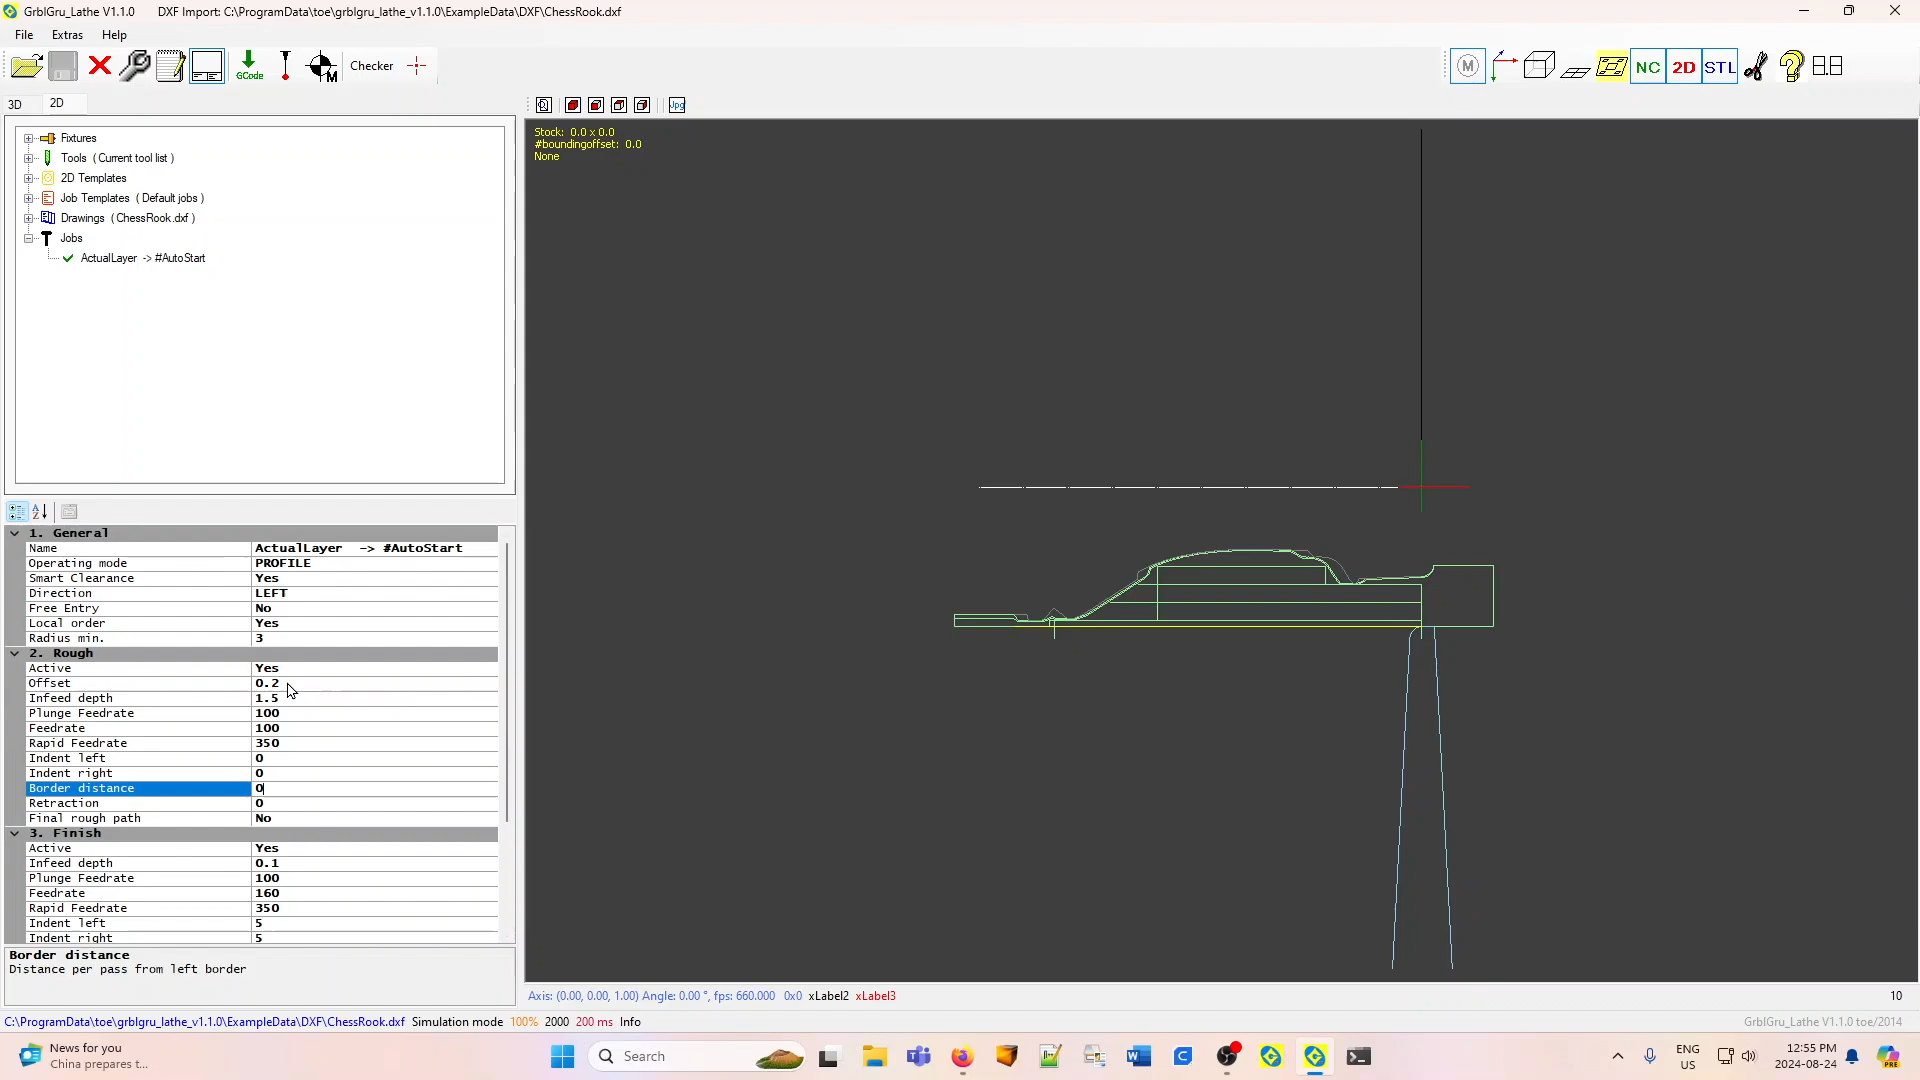 GrblGru_Lathe V1.1.0 DXF Import: C:\ProgramData\toe\grblgru_lathe_v1.1.0\ExampleData\DXF\ChessRook.dxf
File Extras Help
GCode M Checker M NC 2D STL
3D 2D Jpg
Stock: 0.0 x 0.0
#boundingoffset: 0.0
None
Fixtures
Tools (Current tool list)
2D Templates
Job Templates (Default jobs)
Drawings (ChessRook.dxf)
Jobs
ActualLayer -> #AutoStart
1. General
Name ActualLayer -> #AutoStart
Operating mode PROFILE
Smart Clearance Yes
Direction LEFT
Free Entry No
Local order Yes
Radius min. 3
2. Rough
Active Yes
Offset 0.2
Infeed depth 1.5
Plunge Feedrate 100
Feedrate 100
Rapid Feedrate 350
Indent left 0
Indent right 0
Border distance 0
Retraction 0
Final rough path No
3. Finish
Active Yes
Infeed depth 0.1
Plunge Feedrate 100
Feedrate 160
Rapid Feedrate 350
Indent left 5
Indent right 5
Border distance
Distance per pass from left border
Axis: (0.00, 0.00, 1.00) Angle: 0.00 °, fps: 660.000 0x0 xLabel2 xLabel3 10
C:\ProgramData\toe\grblgru_lathe_v1.1.0\ExampleData\DXF\ChessRook.dxf Simulation mode 100% 2000 200 ms Info GrblGru_Lathe V1.1.0 toe/2014
News for you
China prepares t...
Search
ENG
US
12:55 PM
2024-08-24
PRE